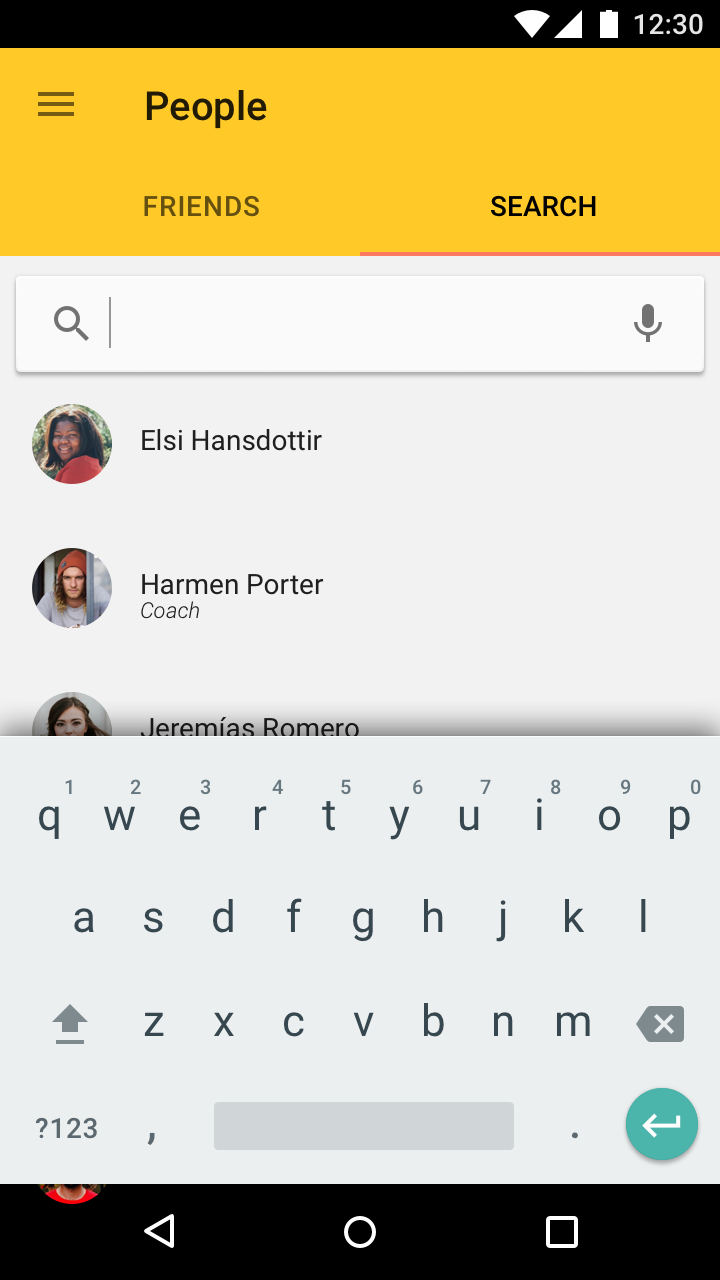 12:30
People
FRIENDS SEARCH
Elsi Hansdottir
Harmen Porter
Coach
Jeremías Romero
1 2 3 4 5 6 7 8 9 0
q w e r t y u i o p
a s d f g h j k l
z x c v b n m
?123 , .